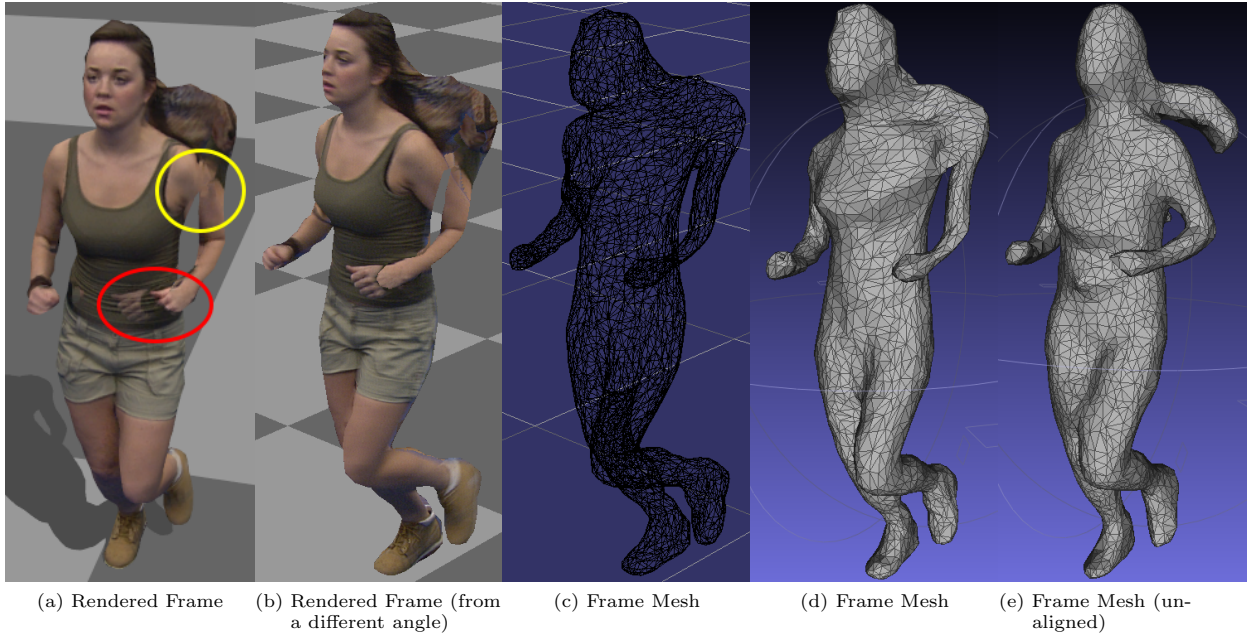 (a) Rendered Frame
(b) Rendered Frame (from
a different angle)
(c) Frame Mesh
(d) Frame Mesh
(e) Frame Mesh (un-
aligned)